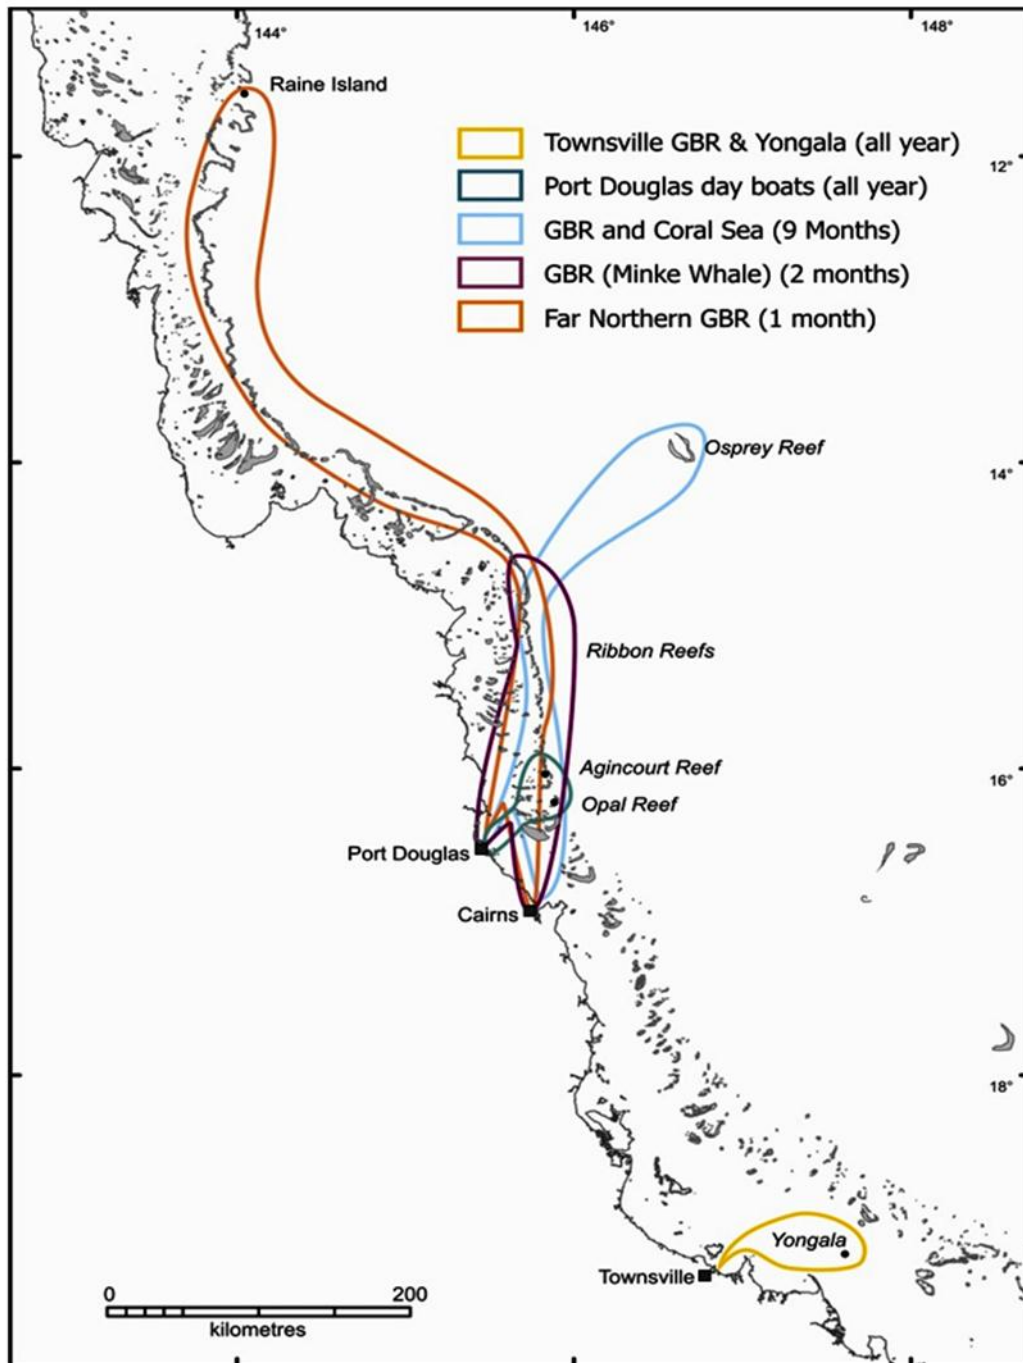 144°
146°
148°
Raine Island
Townsville GBR & Yongala (all year)
12°
Port Douglas day boats (all year)
GBR and Coral Sea (9 Months)
GBR (Minke Whale) (2 months)
Far Northern GBR (1 month)
Osprey Reef
14°
Ribbon Reefs
Agincourt Reef
16°
Opal Reef
Port Douglas
Cairns
18°
Yongala
Townsville
0 200
kilometres